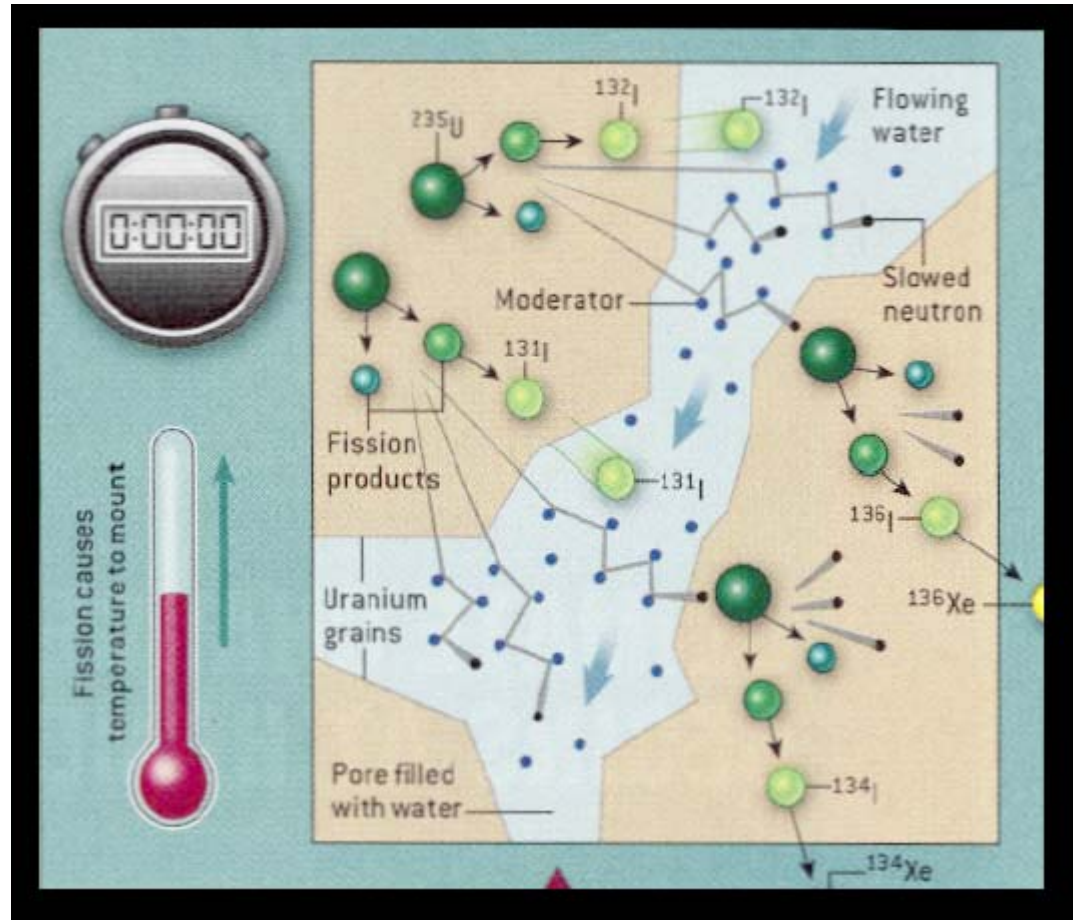 0:00:00
Fission causes
temperature to mount
235U
132I
132I
Flowing
water
Moderator
Slowed
neutron
131I
Fission
products
131I
136I
136Xe
Uranium
grains
Pore filled
with water
134I
134Xe